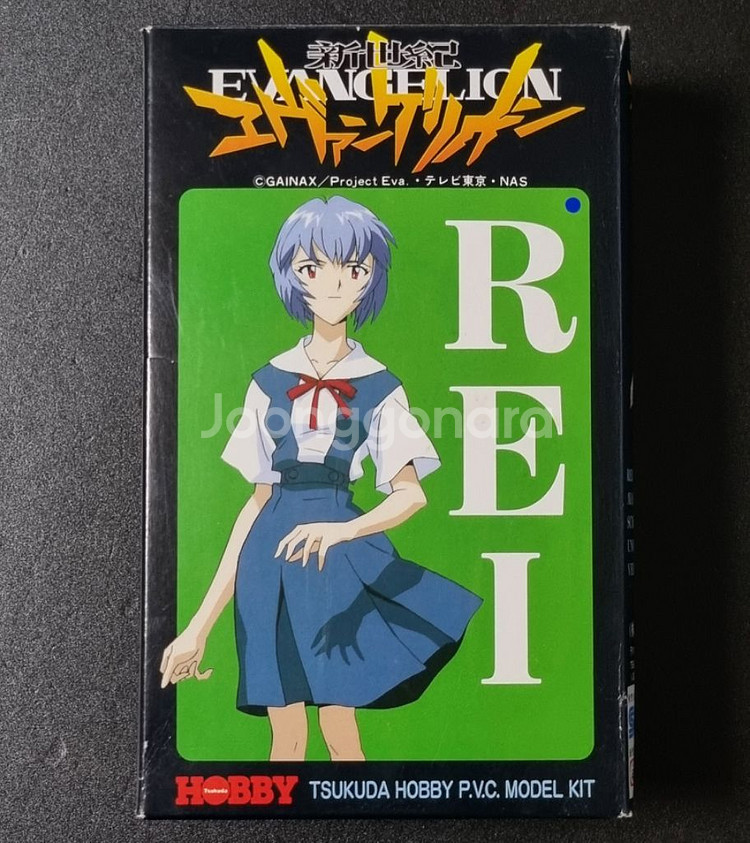 新世紀
EVANGELION
エヴァンゲリオン
©GAINAX／Project Eva.・テレビ東京・NAS
REI
Joonggonara
HOBBY
Tsukuda
TSUKUDA HOBBY P.V.C. MODEL KIT